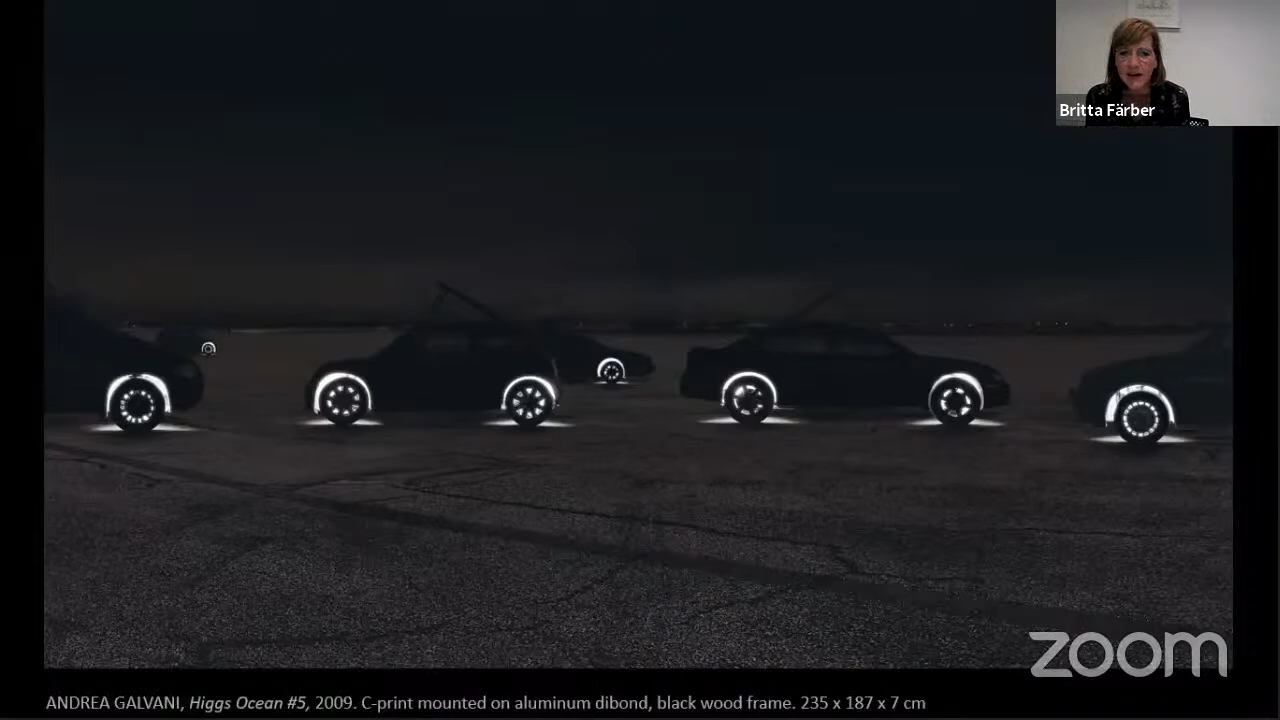 Britta Färber
zoom
ANDREA GALVANI, Higgs Ocean #5, 2009. C-print mounted on aluminum dibond, black wood frame. 235 x 187 x 7 cm